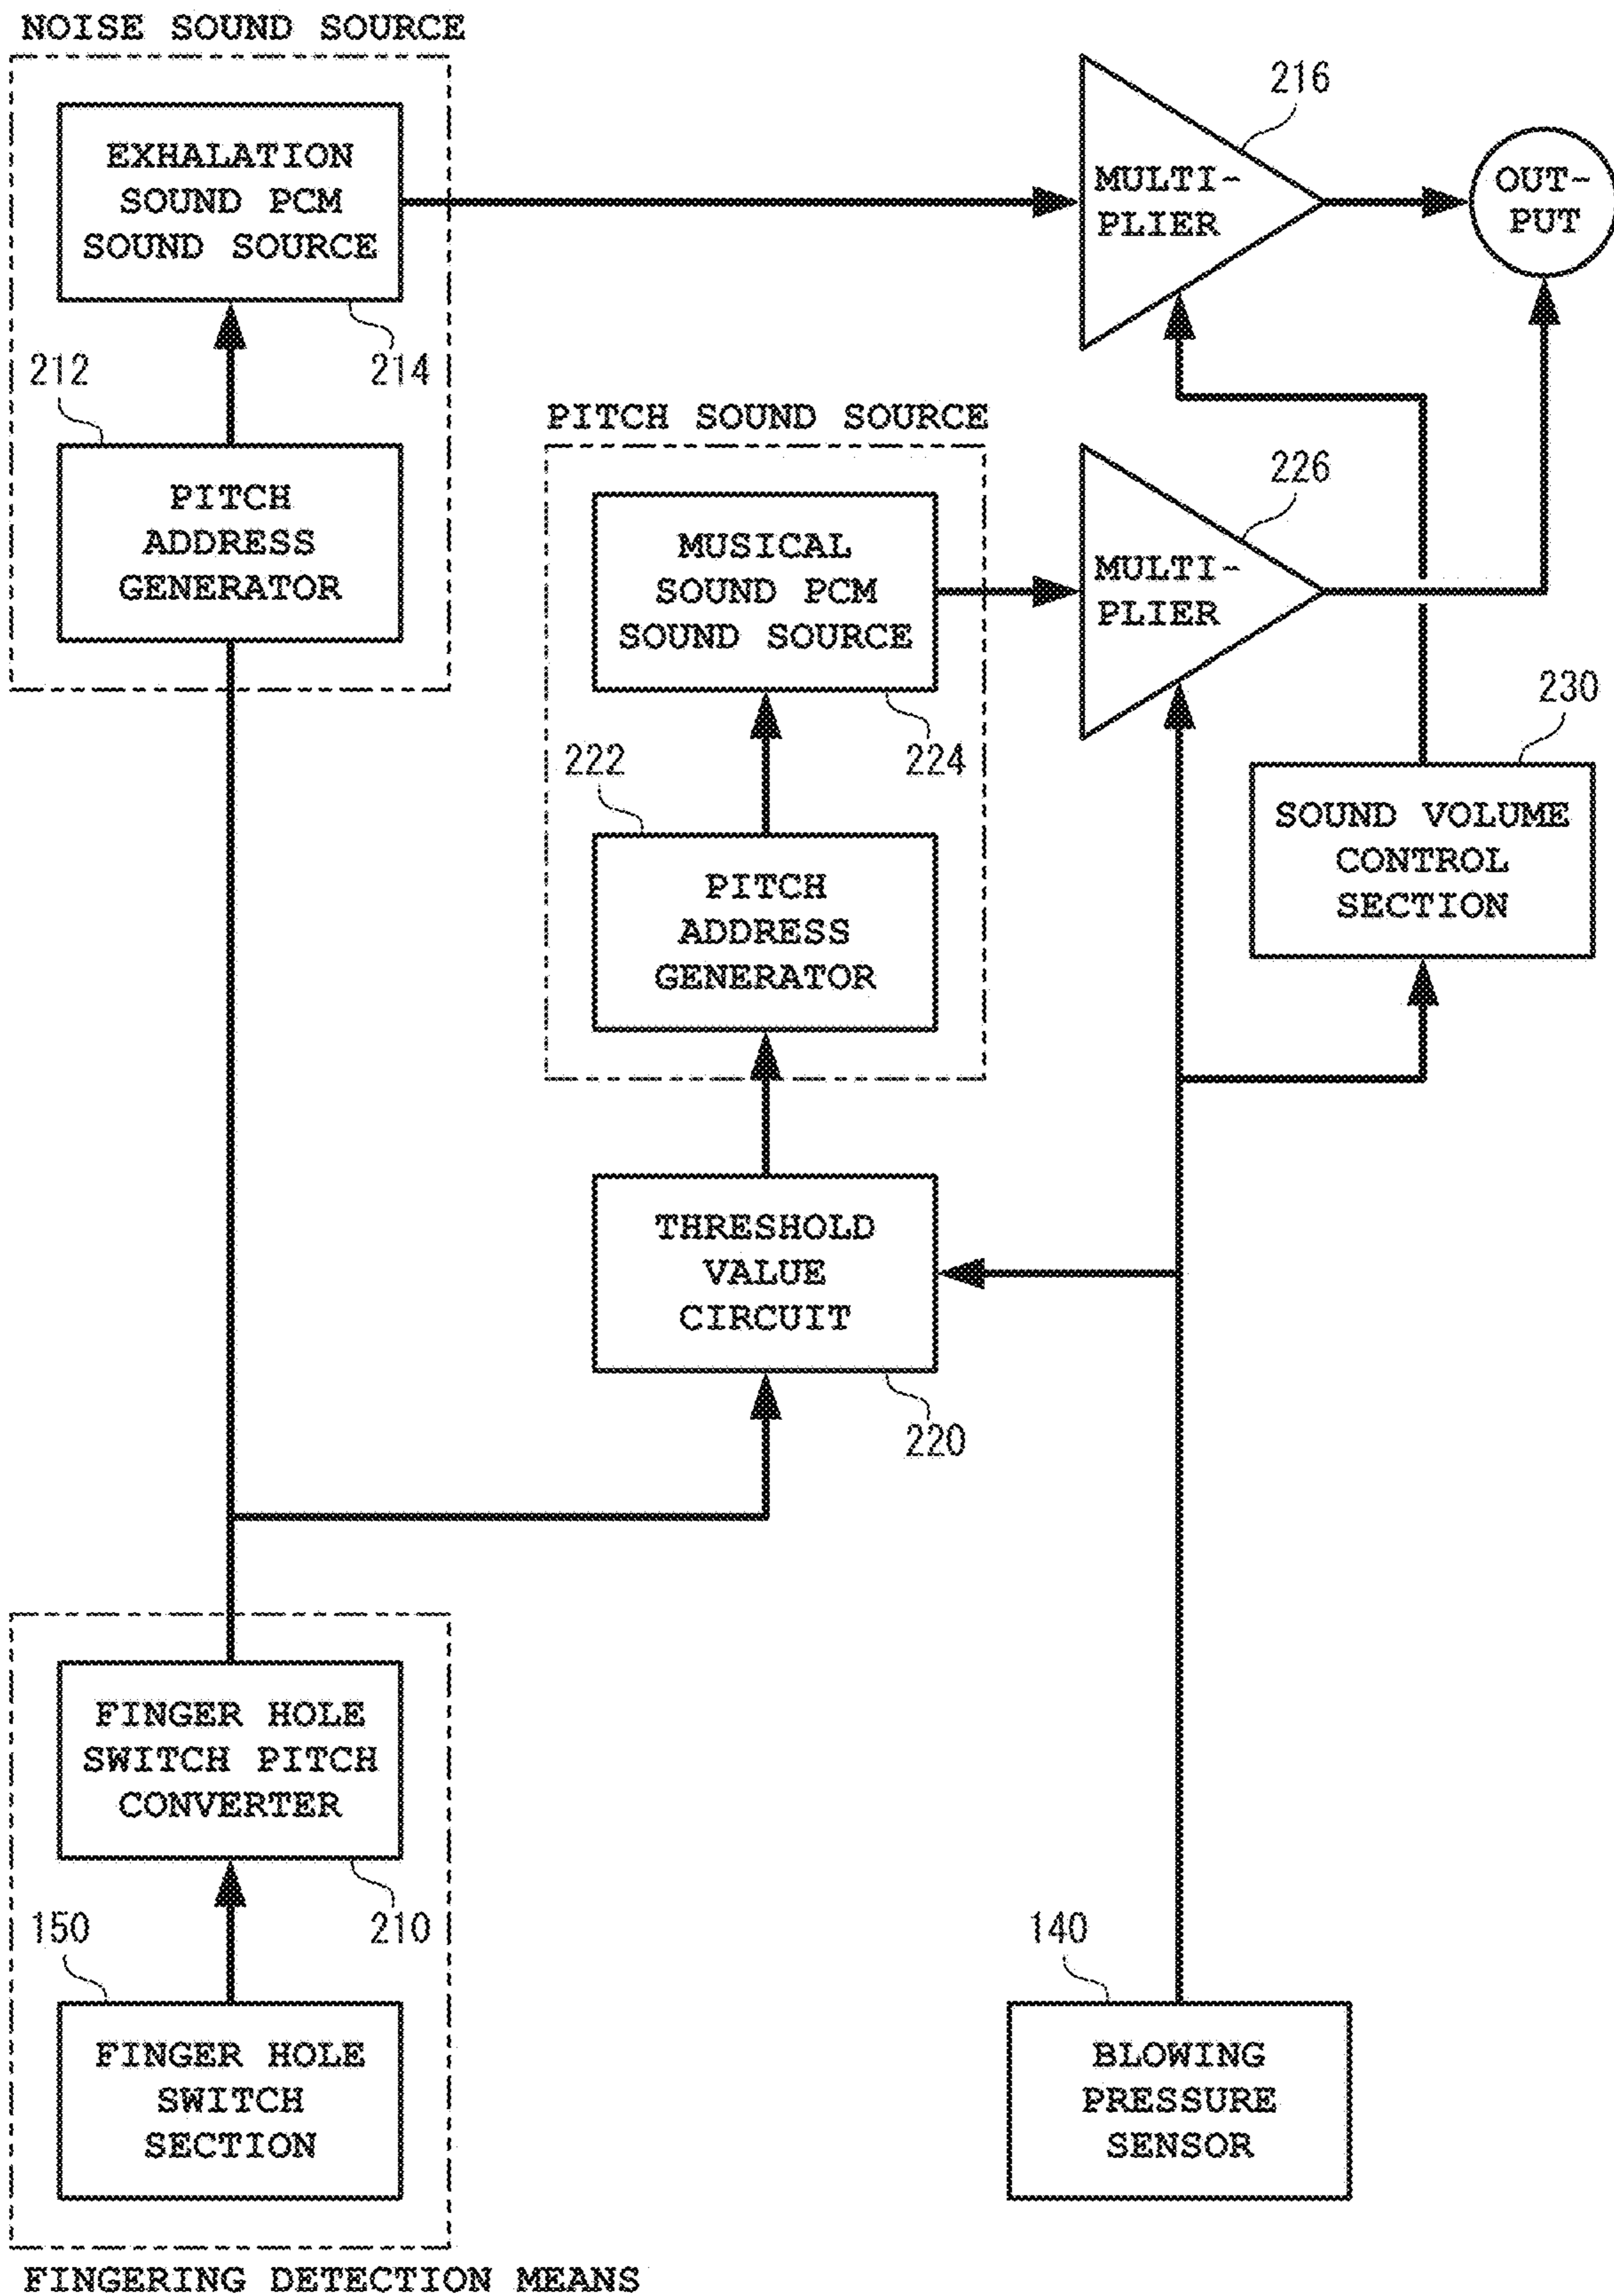 NOISE SOUND SOURCE
EXHALATION
SOUND PCM
SOUND SOURCE
212
214
PITCH
ADDRESS
GENERATOR
216
MULTI-
PLIER
OUT-
PUT
PITCH SOUND SOURCE
MUSICAL
SOUND PCM
SOUND SOURCE
222
224
PITCH
ADDRESS
GENERATOR
226
MULTI-
PLIER
230
SOUND VOLUME
CONTROL
SECTION
THRESHOLD
VALUE
CIRCUIT
220
FINGER HOLE
SWITCH PITCH
CONVERTER
150
210
FINGER HOLE
SWITCH
SECTION
FINGERING DETECTION MEANS
140
BLOWING
PRESSURE
SENSOR